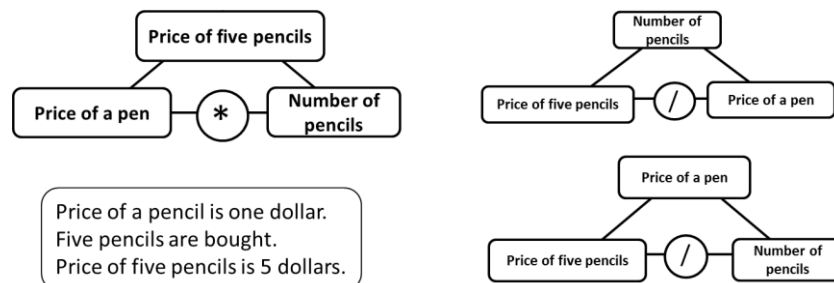 Price of five pencils
Price of a pen
*
Number of
pencils
Price of a pencil is one dollar.
Five pencils are bought.
Price of five pencils is 5 dollars.
Number of
pencils
Price of five pencils
/
Price of a pen
Price of a pen
Price of five pencils
/
Number of
pencils